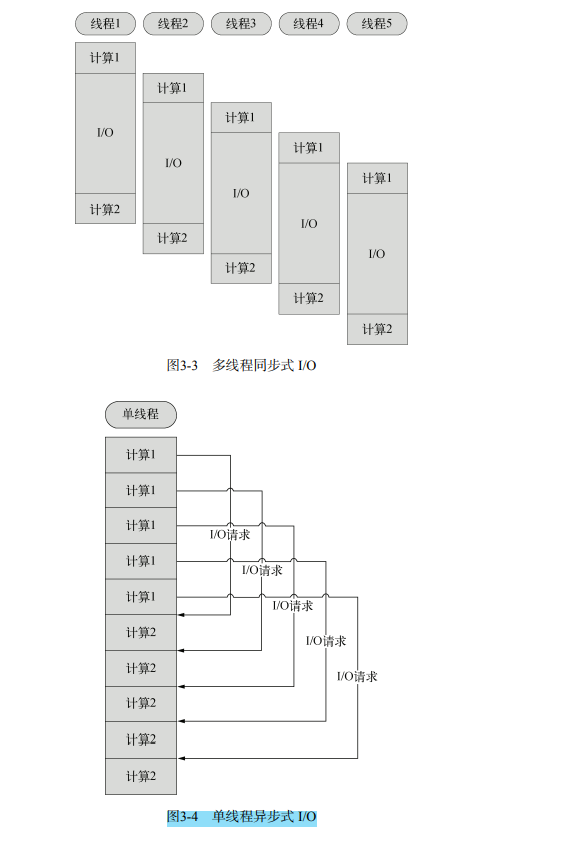 线程1 线程2 线程3 线程4 线程5
计算1
计算1
计算1
I/O
计算1
I/O
计算1
I/O
计算2
I/O
计算2
I/O
计算2
计算2
计算2
图3-3 多线程同步式 I/O
单线程
计算1
计算1
计算1
I/O请求
计算1
I/O请求
计算1
I/O请求
计算2
I/O请求
计算2
I/O请求
计算2
计算2
计算2
图3-4 单线程异步式 I/O